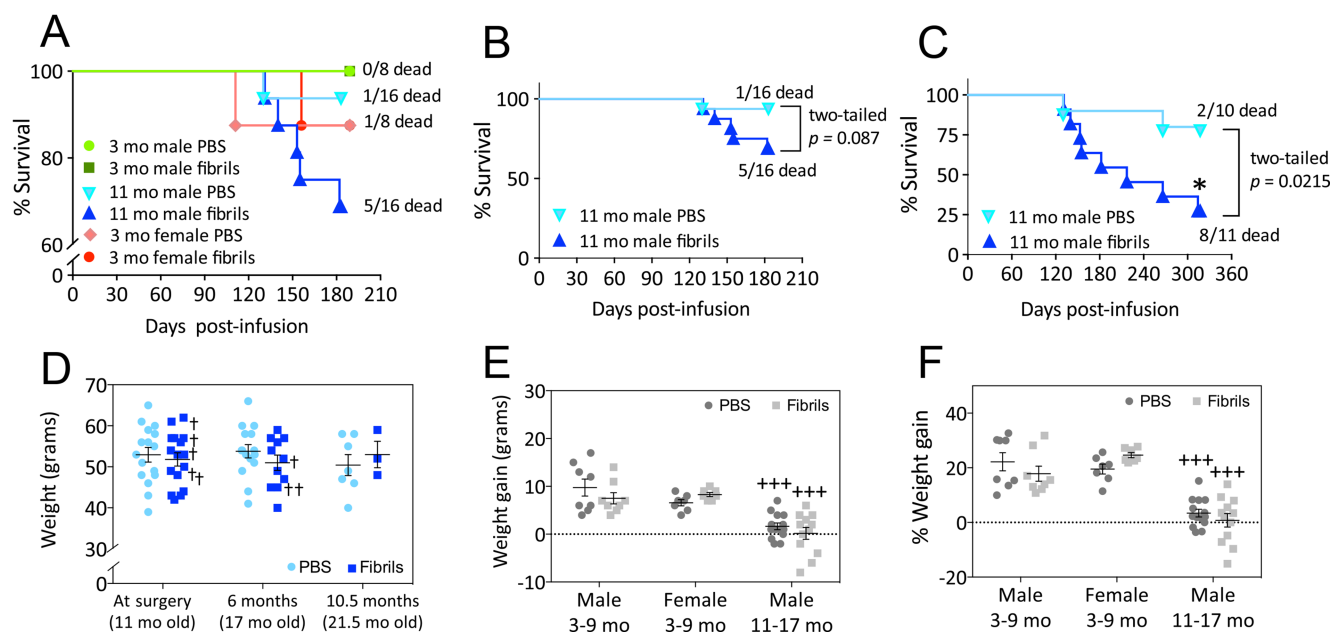 A
% Survival
100
80
60
0
0 30 60 90 120 150 180 210
Days post-infusion
0/8 dead
1/16 dead
1/8 dead
5/16 dead
3 mo male PBS
3 mo male fibrils
11 mo male PBS
11 mo male fibrils
3 mo female PBS
3 mo female fibrils
B
% Survival
100
50
0
0 30 60 90 120 150 180 210
Days post-infusion
1/16 dead
two-tailed
p = 0.087
5/16 dead
11 mo male PBS
11 mo male fibrils
C
% Survival
100
75
50
25
0
0 60 120 180 240 300 360
Days post-infusion
2/10 dead
two-tailed
p = 0.0215
*
8/11 dead
11 mo male PBS
11 mo male fibrils
D
Weight (grams)
70
60
50
40
30
0
†
†
†
††
†
††
PBS Fibrils
At surgery 6 months 10.5 months
(11 mo old) (17 mo old) (21.5 mo old)
E
Weight gain (grams)
30
20
10
0
-10
PBS Fibrils
+++ +++
Male Female Male
3-9 mo 3-9 mo 11-17 mo
F
% Weight gain
40
20
0
-20
PBS Fibrils
+++ +++
Male Female Male
3-9 mo 3-9 mo 11-17 mo